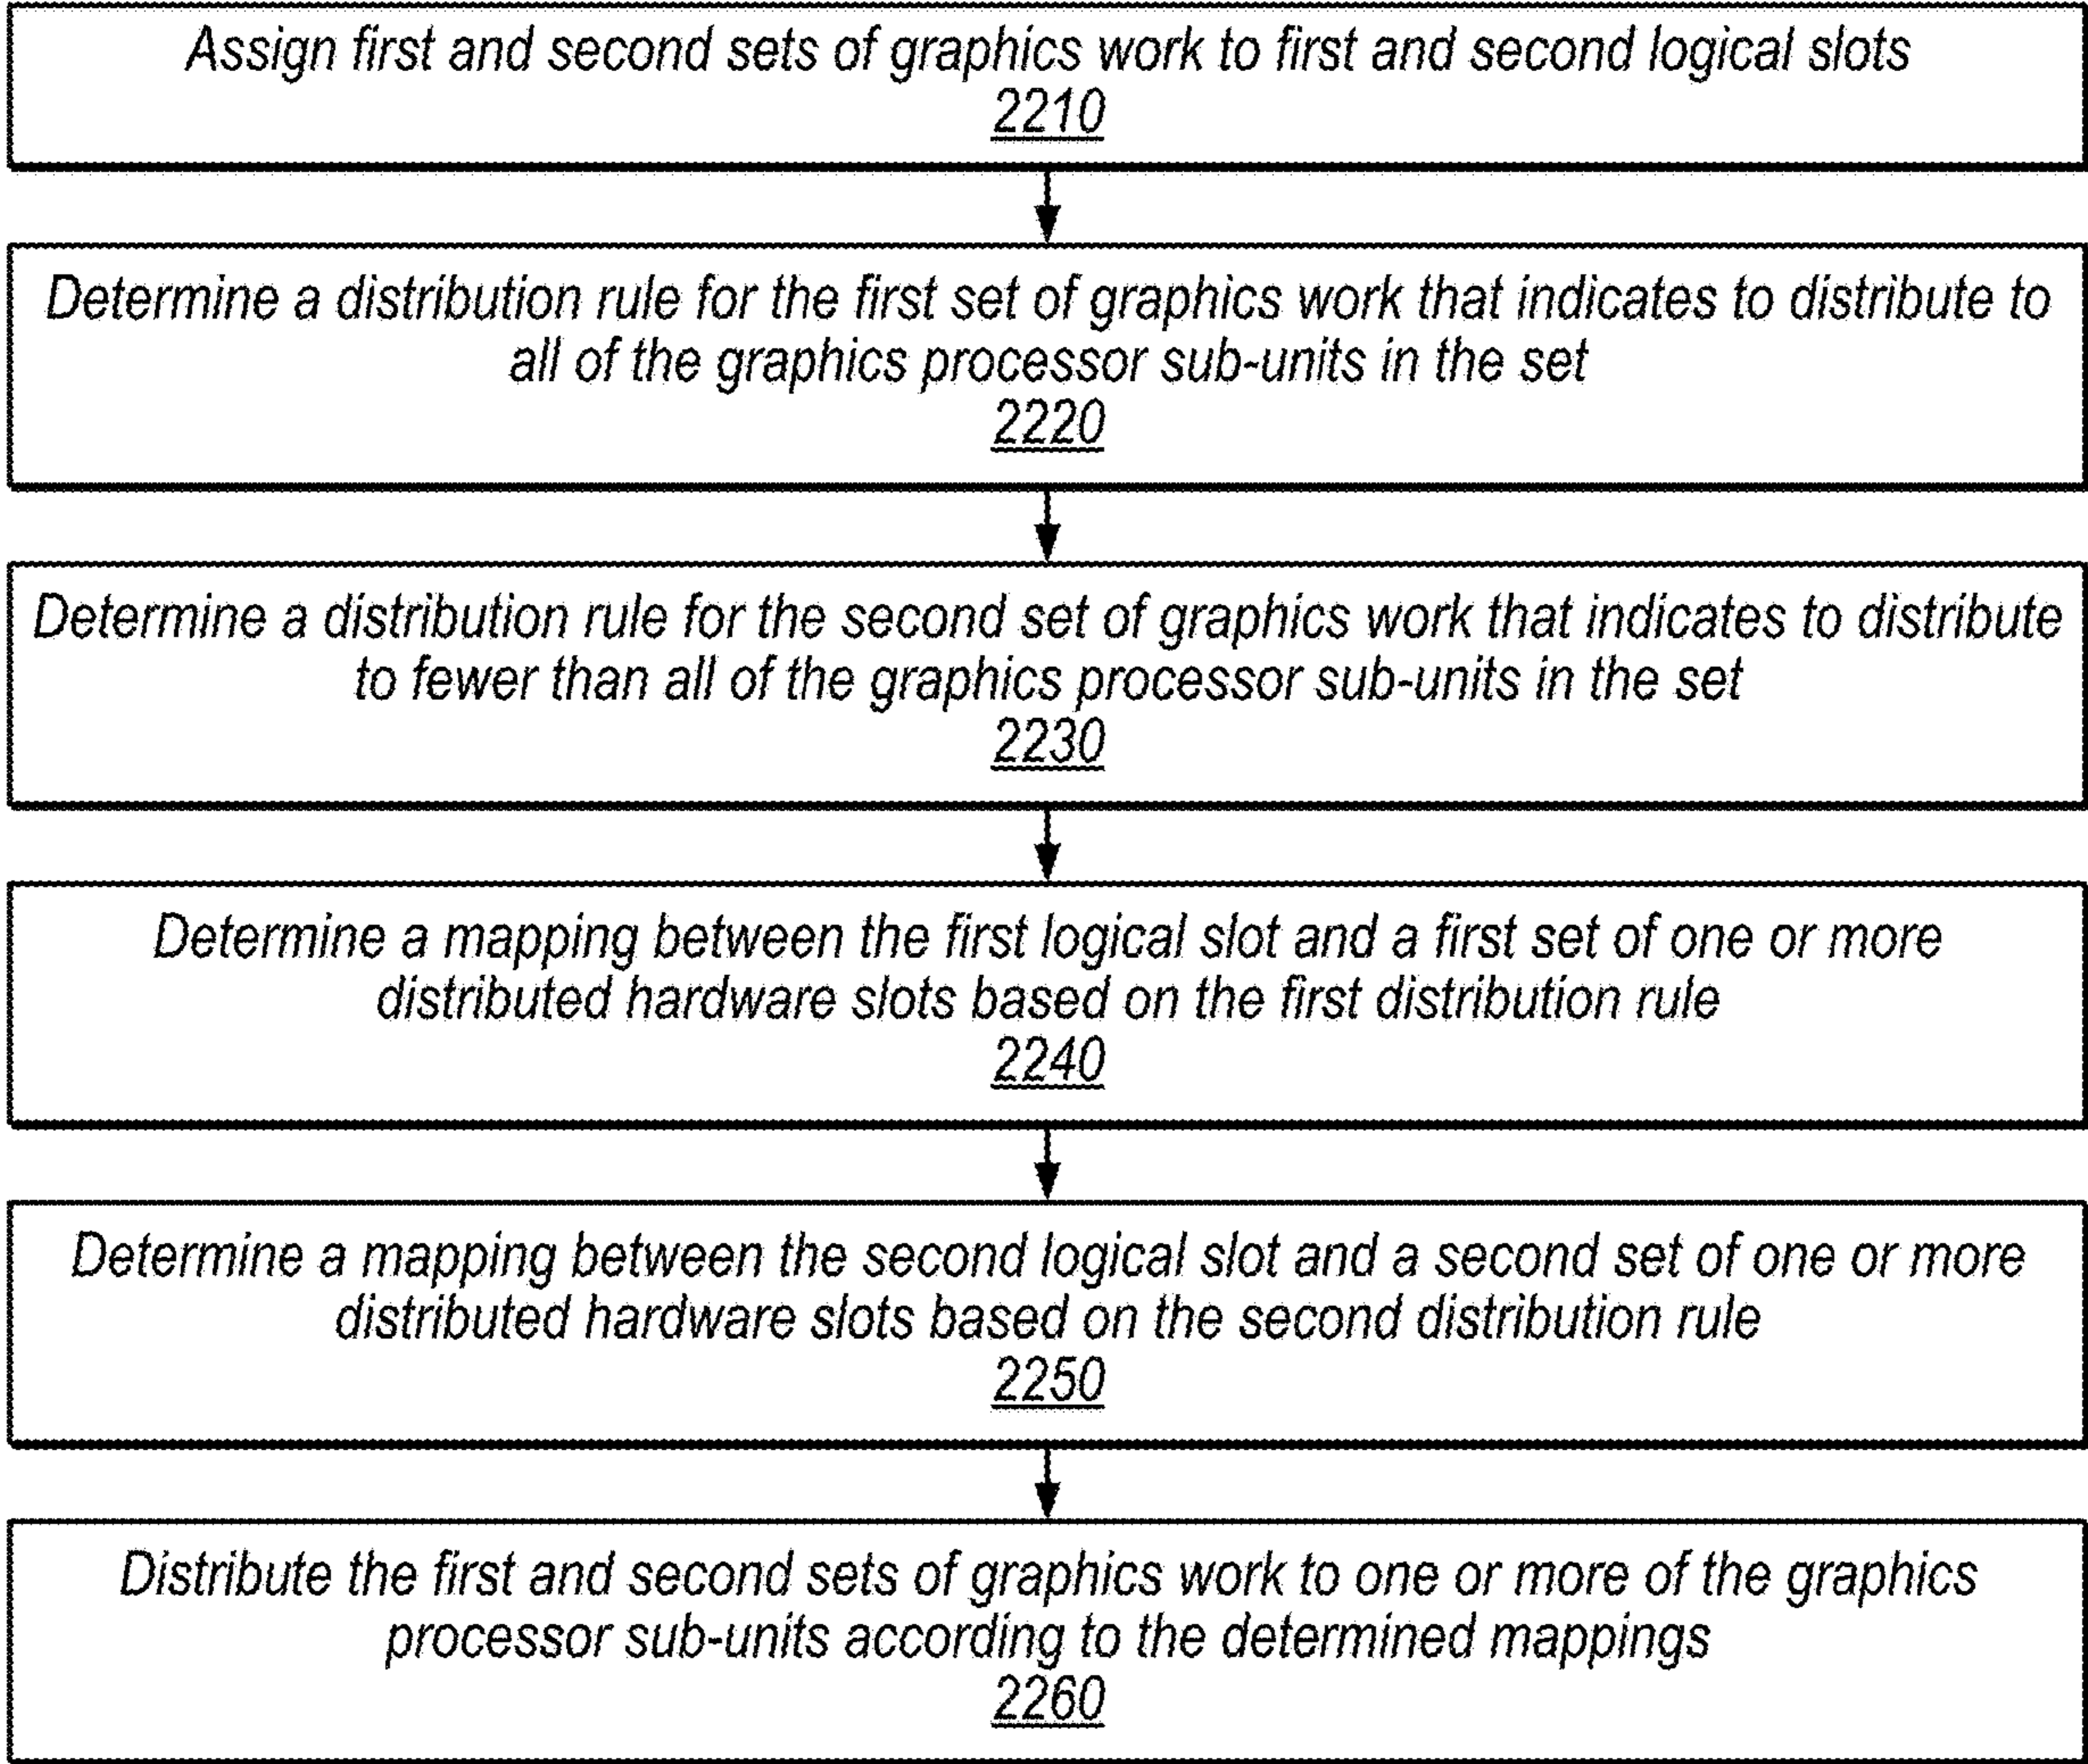 Assign first and second sets of graphics work to first and second logical slots
2210
Determine a distribution rule for the first set of graphics work that indicates to distribute to
all of the graphics processor sub-units in the set
2220
Determine a distribution rule for the second set of graphics work that indicates to distribute
to fewer than all of the graphics processor sub-units in the set
2230
Determine a mapping between the first logical slot and a first set of one or more
distributed hardware slots based on the first distribution rule
2240
Determine a mapping between the second logical slot and a second set of one or more
distributed hardware slots based on the second distribution rule
2250
Distribute the first and second sets of graphics work to one or more of the graphics
processor sub-units according to the determined mappings
2260